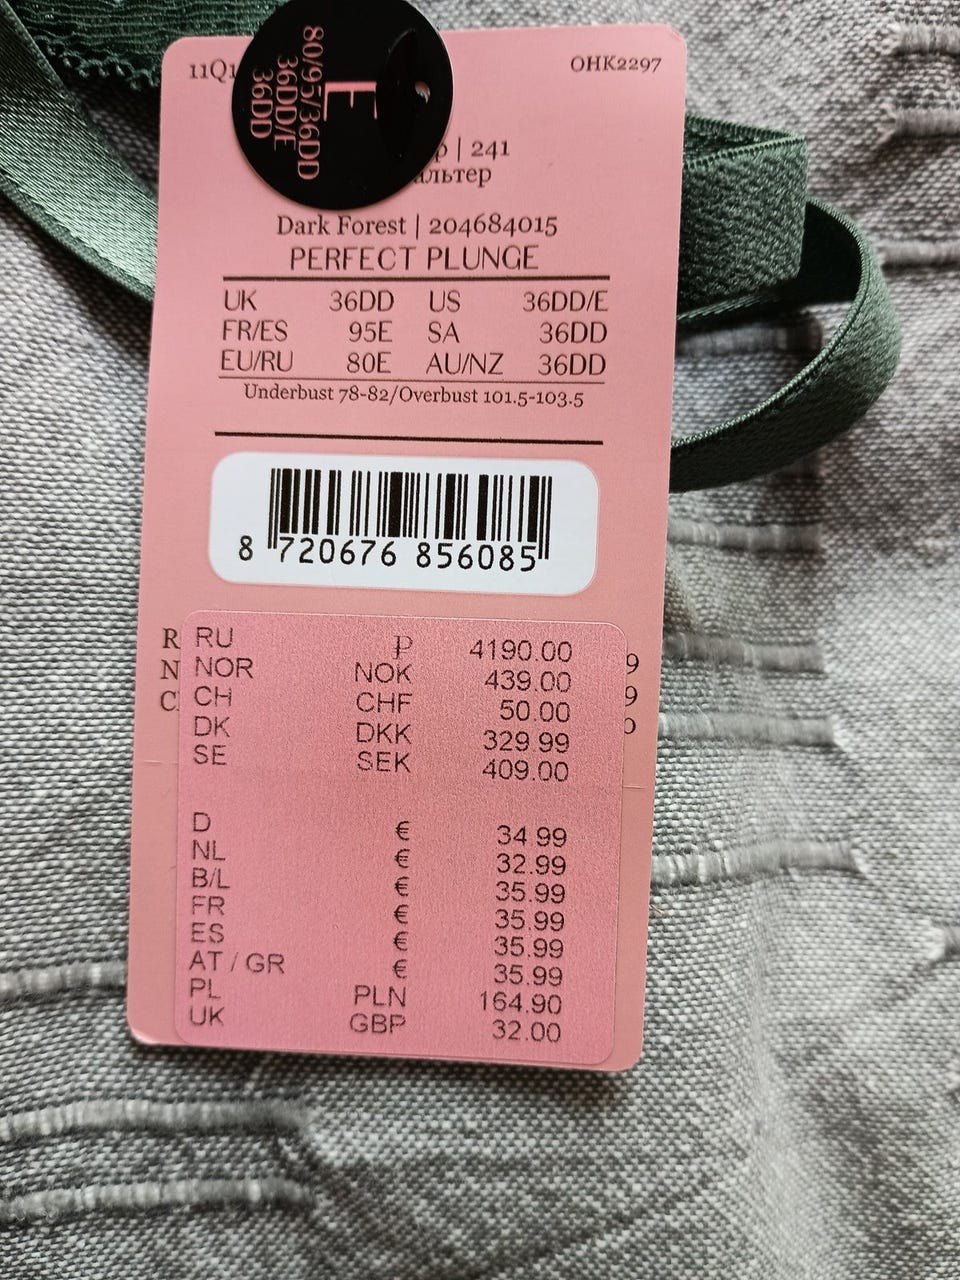 11Q1
OHK2297
E
80/95/36DD
36DD/E
36DD
| 241
альтер
Dark Forest | 204684015
PERFECT PLUNGE
UK 36DD US 36DD/E
FR/ES 95E SA 36DD
EU/RU 80E AU/NZ 36DD
Underbust 78-82/Overbust 101.5-103.5
8 720676 856085
R RU ₽ 4190.00 9
N NOR NOK 439.00 9
C CH CHF 50.00
DK DKK 329.99
SE SEK 409.00
D € 34.99
NL € 32.99
B/L € 35.99
FR € 35.99
ES € 35.99
AT / GR € 35.99
PL PLN 164.90
UK GBP 32.00